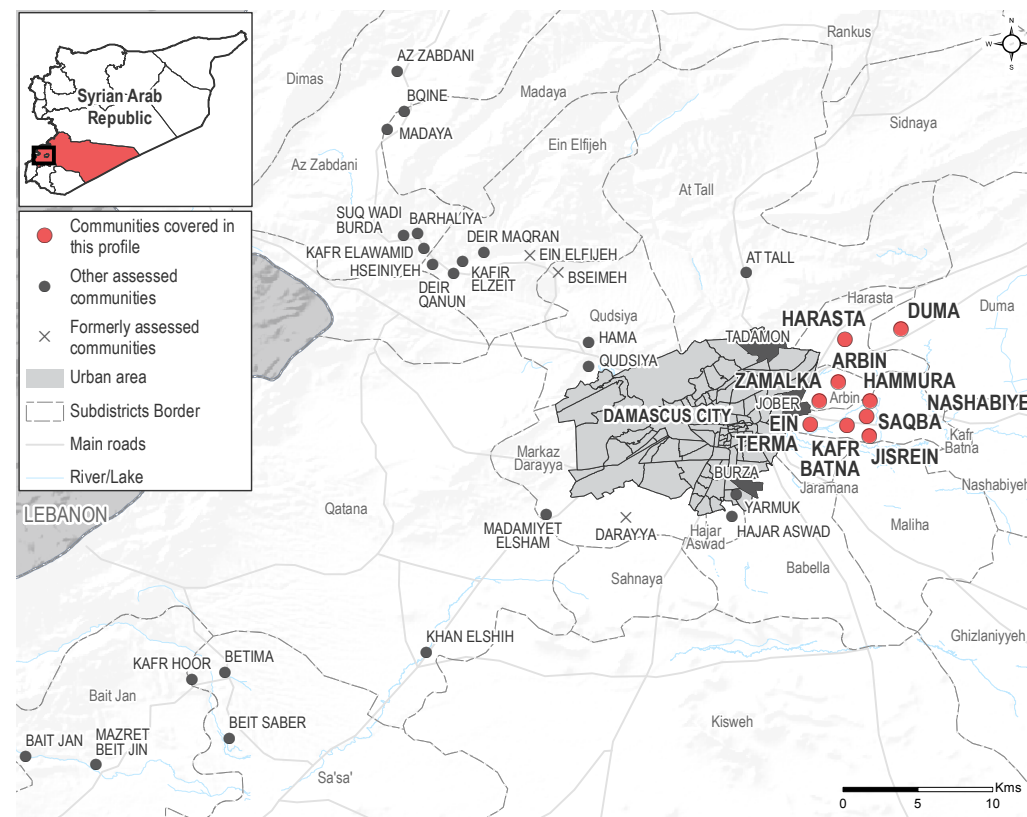 Syrian Arab
Republic
Communities covered in
this profile
Other assessed
communities
Formerly assessed
communities
Urban area
Subdistricts Border
Main roads
River/Lake
N
W
E
S
Rankus
Dimas
AZ ZABDANI
BQINE
Madaya
MADAYA
Sidnaya
Ein Elfijeh
Az Zabdani
At Tall
SUQ WADI
BURDA
BARHALIYA
DEIR MAQRAN
KAFR ELAWAMID
HSEINIYEH
EIN ELFIJEH
KAFIR
ELZEIT
BSEIMEH
DEIR
QANUN
AT TALL
Harasta
Duma
DUMA
HARASTA
Qudsiya
HAMA
QUDSIYA
TADAMON
ARBIN
ZAMALKA
HAMMURA
Arbin
NASHABIYE
JOBER
DAMASCUS CITY
EIN
TERMA
SAQBA
Kafr
Batna
KAFR
BATNA
JISREIN
Markaz
Darayya
BURZA
Jaramana
Nashabiyeh
YARMUK
Qatana
LEBANON
MADAMIYET
ELSHAM
DARAYYA
Hajar
Aswad
HAJAR ASWAD
Maliha
Babella
Sahnaya
Ghizlaniyyeh
KHAN ELSHIH
KAFR HOOR
BETIMA
Bait Jan
BEIT SABER
Kisweh
BAIT JAN
MAZRET
BEIT JIN
Sa'sa'
Kms
0 5 10